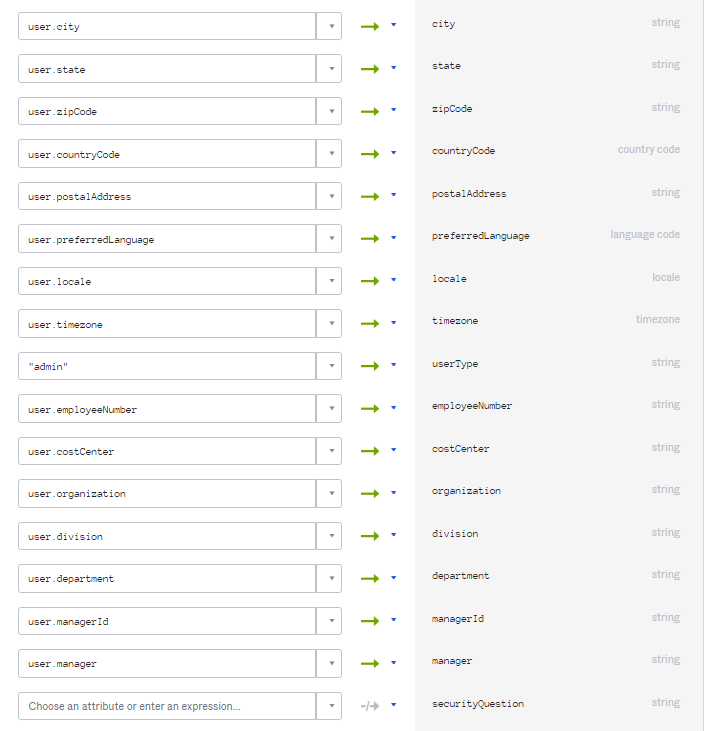 user.city city string
user.state state string
user.zipCode zipCode string
user.countryCode countryCode country code
user.postalAddress postalAddress string
user.preferredLanguage preferredLanguage language code
user.locale locale locale
user.timezone timezone timezone
"admin" userType string
user.employeeNumber employeeNumber string
user.costCenter costCenter string
user.organization organization string
user.division division string
user.department department string
user.managerId managerId string
user.manager manager string
Choose an attribute or enter an expression... securityQuestion string